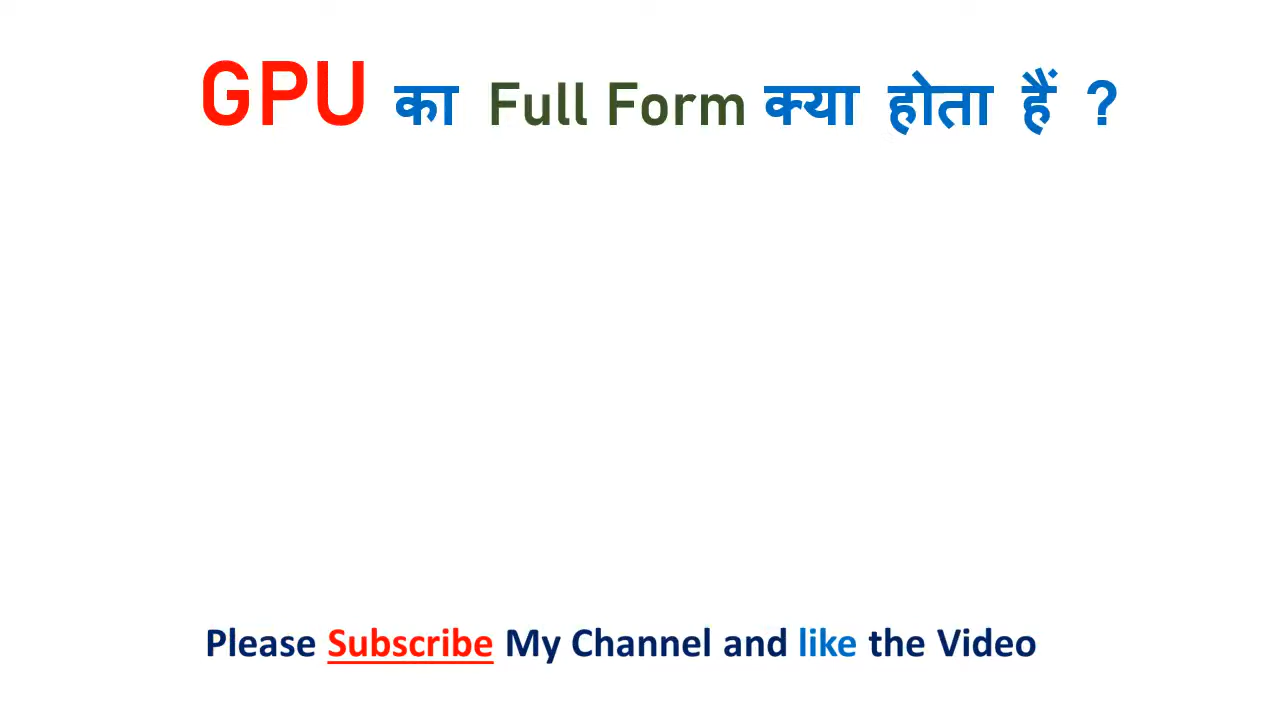 GPU का Full Form क्या होता हैं ?
Please Subscribe My Channel and like the Video